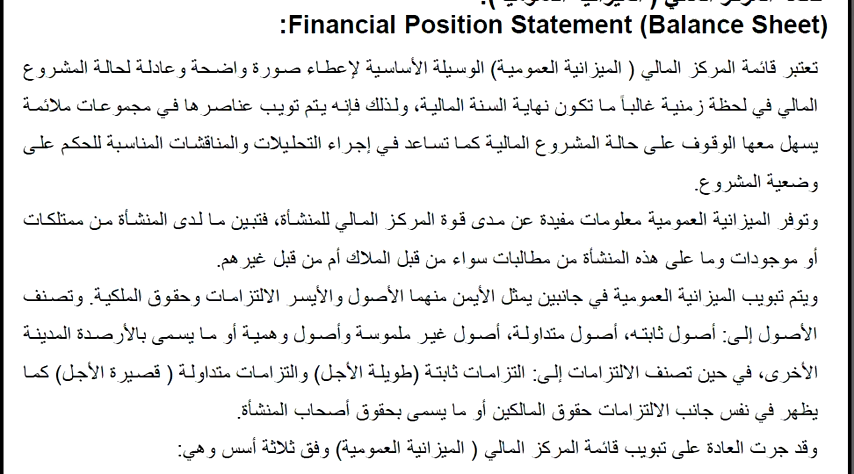 :Financial Position Statement (Balance Sheet)
تعتبر قائمة المركز المالي ( الميزانية العمومية) الوسيلة الأساسية لإعطاء صورة واضحة وعادلة لحالة المشروع
المالي في لحظة زمنية غالباً ما تكون نهاية السنة المالية، ولذلك فإنه يتم تويب عناصرها في مجموعات ملائمة
يسهل معها الوقوف على حالة المشروع المالية كما تساعد في إجراء التحليلات والمناقشات المناسبة للحكم على
وضعية المشروع.
وتوفر الميزانية العمومية معلومات مفيدة عن مدى قوة المركز المالي للمنشأة، فتبين ما لدى المنشأة من ممتلكات
أو موجودات وما على هذه المنشأة من مطالبات سواء من قبل الملاك أم من قبل غيرهم.
ويتم تبويب الميزانية العمومية في جانبين يمثل الأيمن منهما الأصول والأيسر الالتزامات وحقوق الملكية. وتصنف
الأصول إلى: أصول ثابته، أصول متداولة، أصول غير ملموسة وأصول وهمية أو ما يسمى بالأرصدة المدينة
الأخرى، في حين تصنف الالتزامات إلى: التزامات ثابتة (طويلة الأجل) والتزامات متداولة ( قصيرة الأجل) كما
يظهر في نفس جانب الالتزامات حقوق المالكين أو ما يسمى بحقوق أصحاب المنشأة.
وقد جرت العادة على تبويب قائمة المركز المالي ( الميزانية العمومية) وفق ثلاثة أسس وهي: